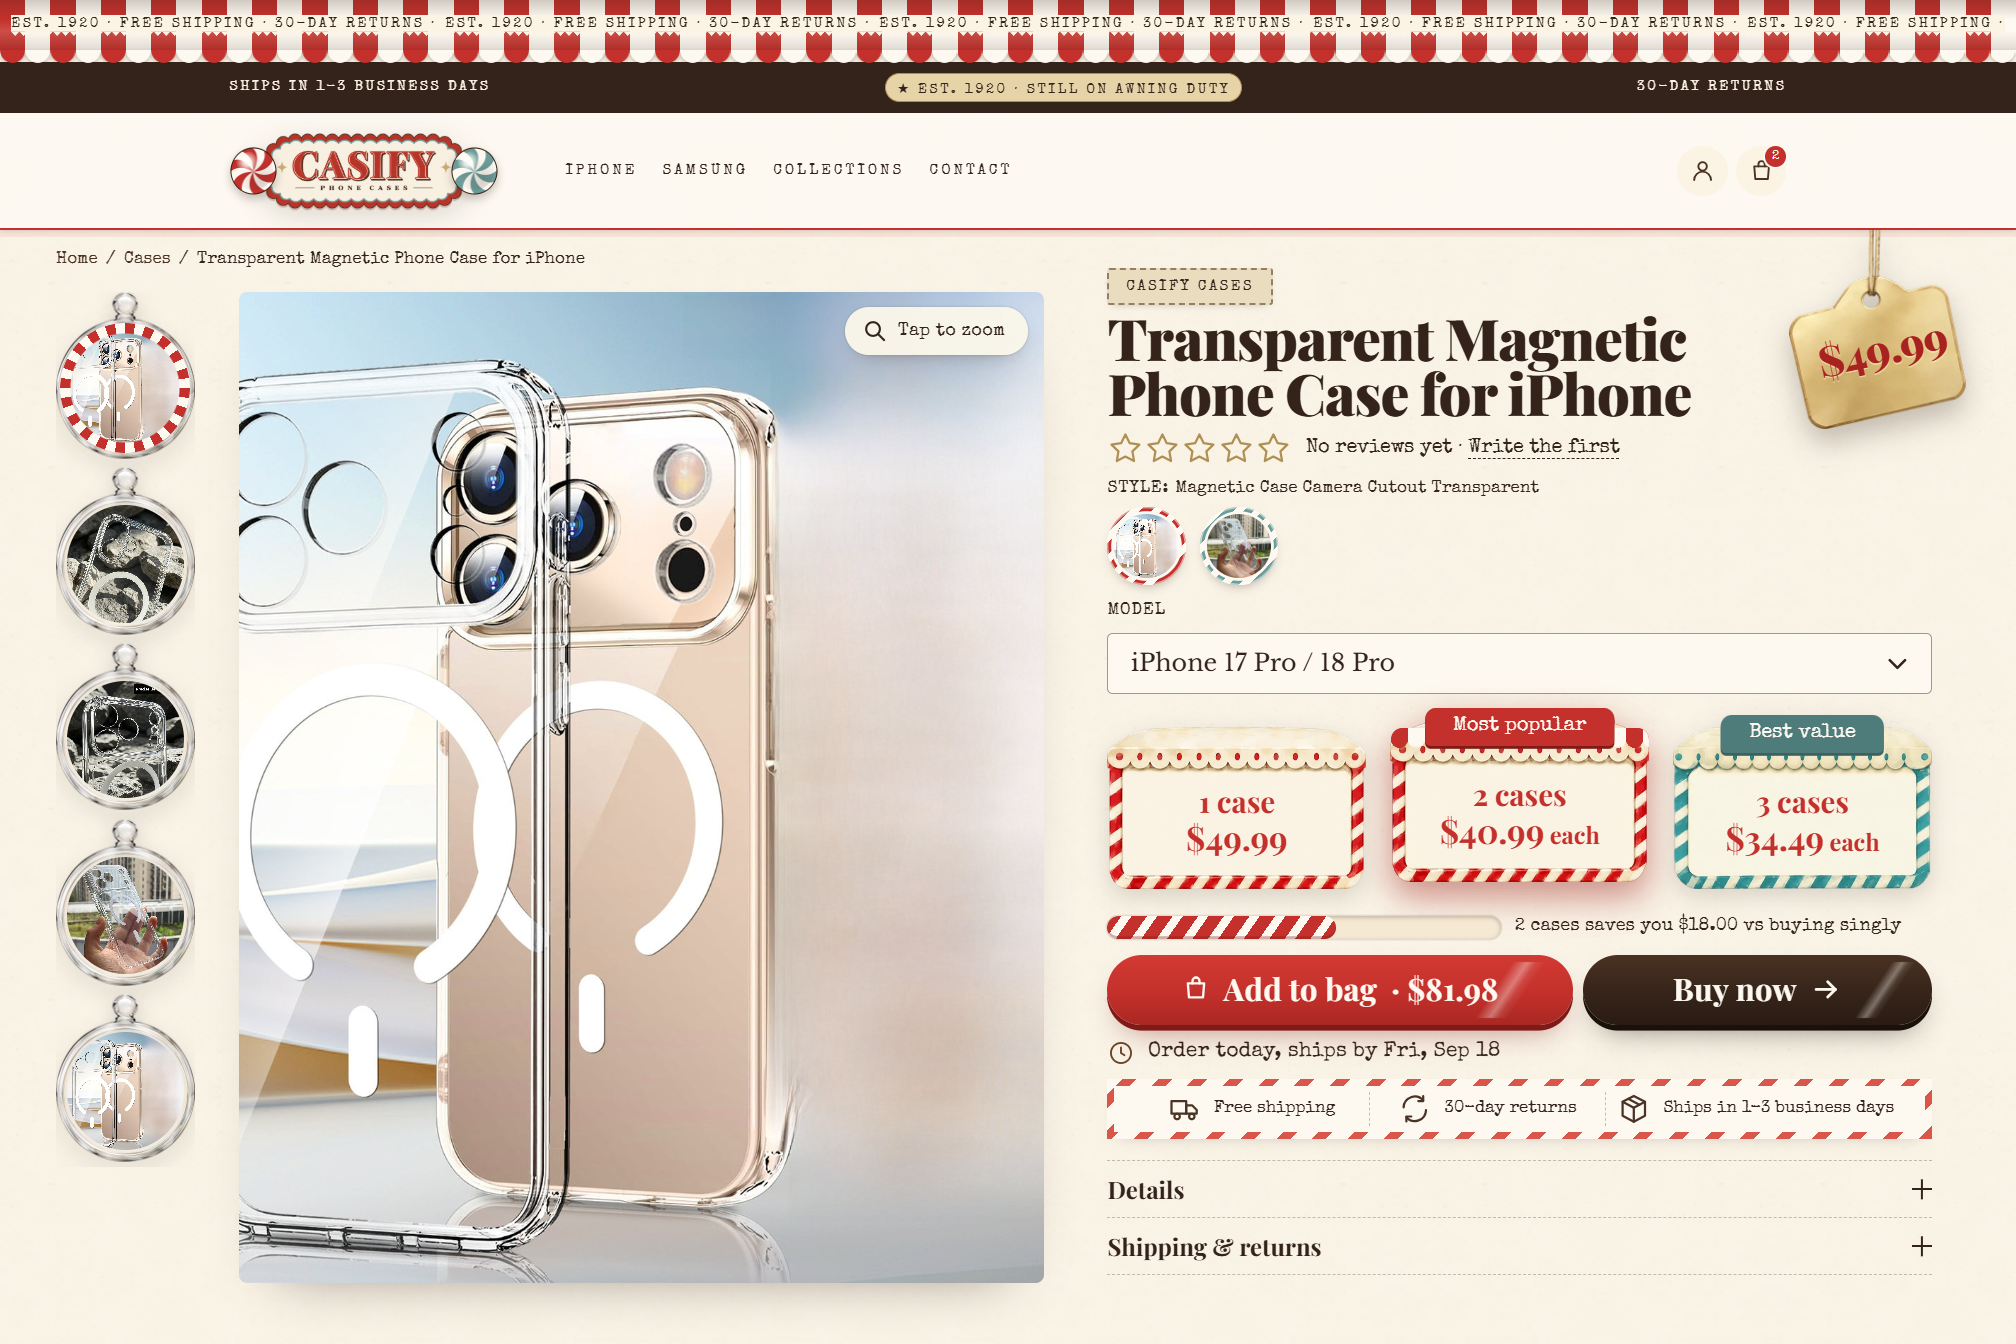 EST. 1920 · FREE SHIPPING · 30-DAY RETURNS · EST. 1920 · FREE SHIPPING · 30-DAY RETURNS · EST. 1920 · FREE SHIPPING · 30-DAY RETURNS · EST. 1920 · FREE SHIPPING · 30-DAY RETURNS · EST. 1920 · FREE SHIPPING ·
SHIPS IN 1-3 BUSINESS DAYS
★ EST. 1920 · STILL ON AWNING DUTY
30-DAY RETURNS
CASIFY
PHONE CASES
IPHONE SAMSUNG COLLECTIONS CONTACT
2
Home / Cases / Transparent Magnetic Phone Case for iPhone
Tap to zoom
CASIFY CASES
Transparent Magnetic
Phone Case for iPhone
$49.99
No reviews yet · Write the first
STYLE: Magnetic Case Camera Cutout Transparent
MODEL
iPhone 17 Pro / 18 Pro
1 case
$49.99
Most popular
2 cases
$40.99 each
Best value
3 cases
$34.49 each
2 cases saves you $18.00 vs buying singly
Add to bag · $81.98
Buy now →
Order today, ships by Fri, Sep 18
Free shipping
30-day returns
Ships in 1-3 business days
Details
Shipping & returns